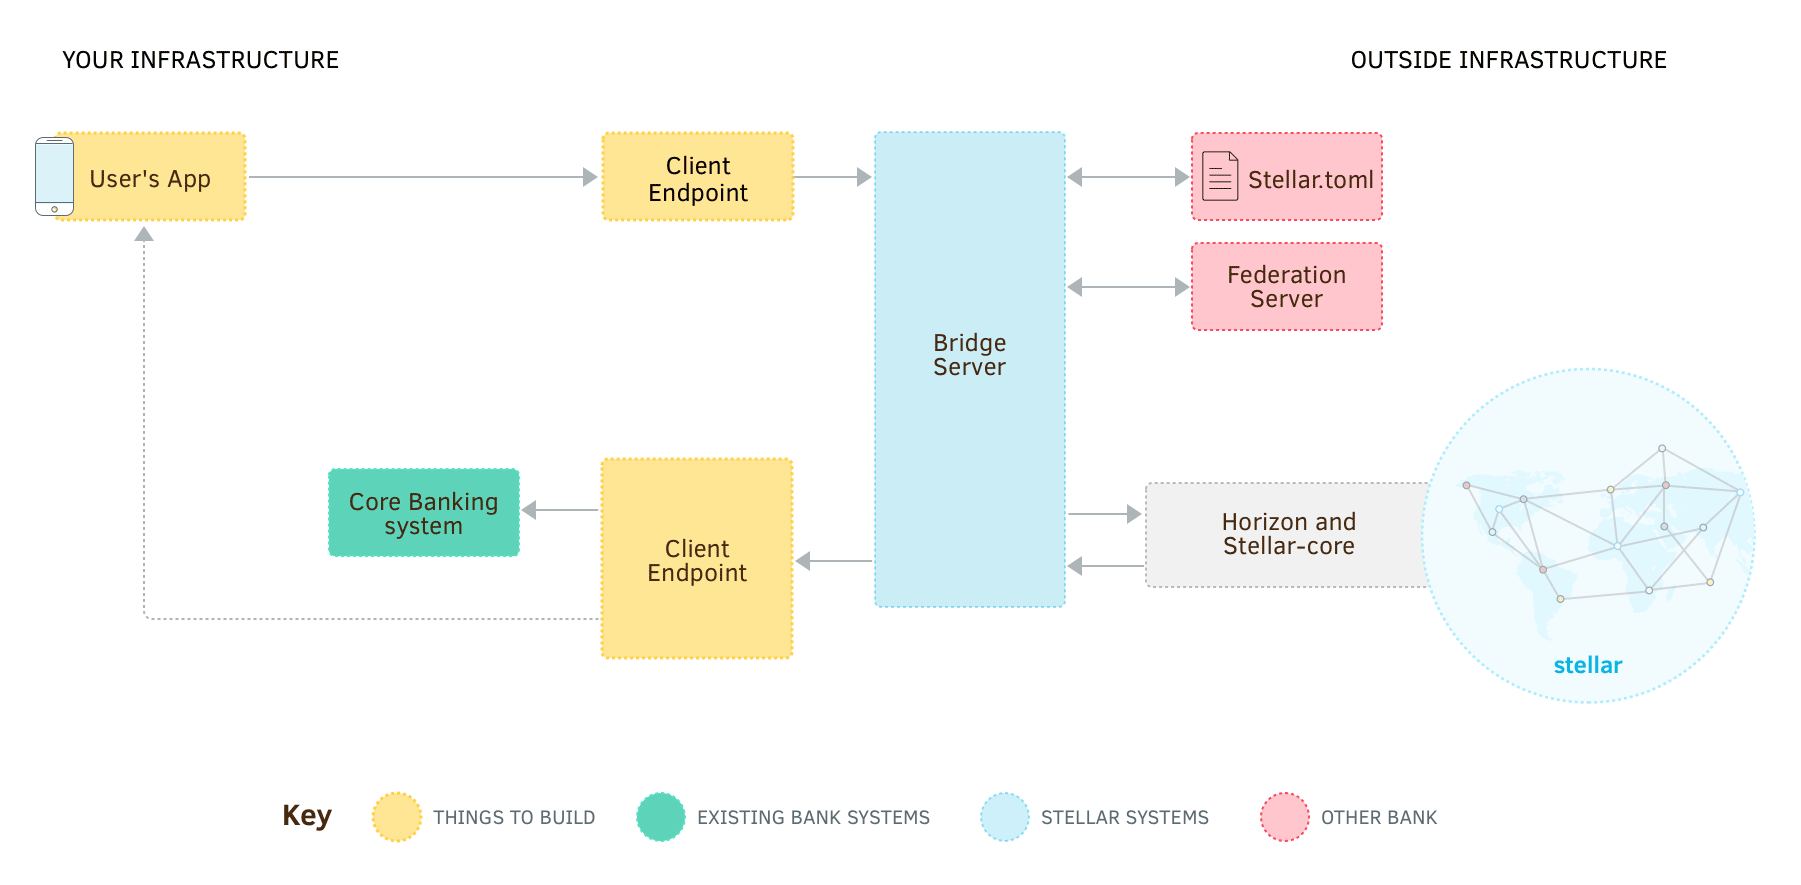 YOUR INFRASTRUCTURE
OUTSIDE INFRASTRUCTURE
User's App
Client
Endpoint
Stellar.toml
Federation
Server
Bridge
Server
Core Banking
system
Client
Endpoint
Horizon and
Stellar-core
stellar
Key
THINGS TO BUILD
EXISTING BANK SYSTEMS
STELLAR SYSTEMS
OTHER BANK